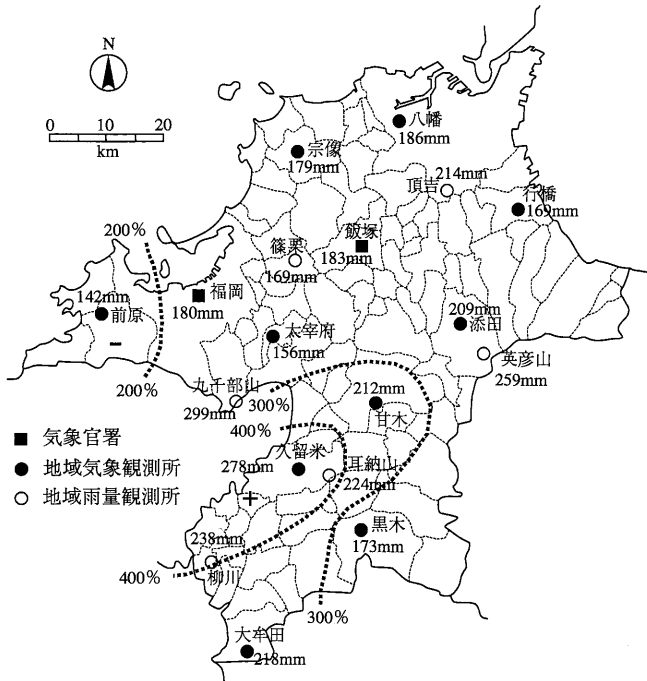 N
0 10 20
km
八幡
186mm
宗像
179mm
214mm
頂吉
行橋
169mm
200%
飯塚
183mm
篠栗
169mm
142mm
前原
福岡
180mm
209mm
添田
太宰府
156mm
英彦山
259mm
200%
九千部山
299mm
300%
212mm
甘木
400%
■ 気象官署
● 地域気象観測所
○ 地域雨量観測所
久留米
278mm
耳納山
224mm
＋
黒木
173mm
238mm
柳川
400%
300%
大牟田
218mm